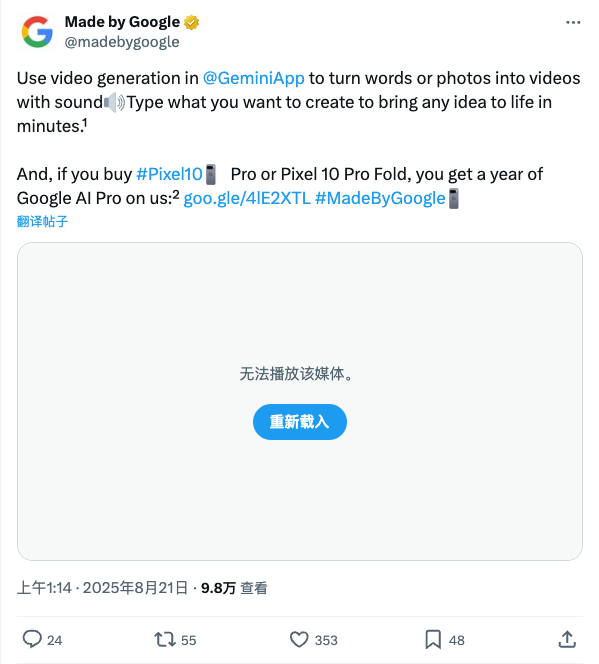 Made by Google
@madebygoogle
Use video generation in @GeminiApp to turn words or photos into videos
with sound🔊Type what you want to create to bring any idea to life in
minutes.¹
And, if you buy #Pixel10 Pro or Pixel 10 Pro Fold, you get a year of
Google AI Pro on us:² goo.gle/4lE2XTL #MadeByGoogle
翻译帖子
无法播放该媒体。
重新载入
上午1:14 · 2025年8月21日 · 9.8万 查看
24 55 353 48